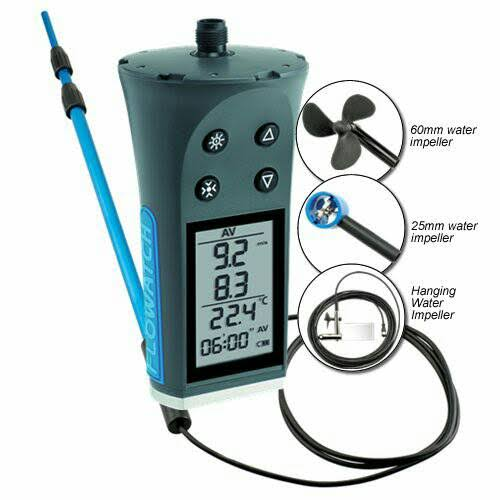 60mm water
impeller
25mm water
impeller
Hanging
Water
Impeller
FLOWATCH
AV
9.2 m/s
8.3
22.4 °C
06:00" AV